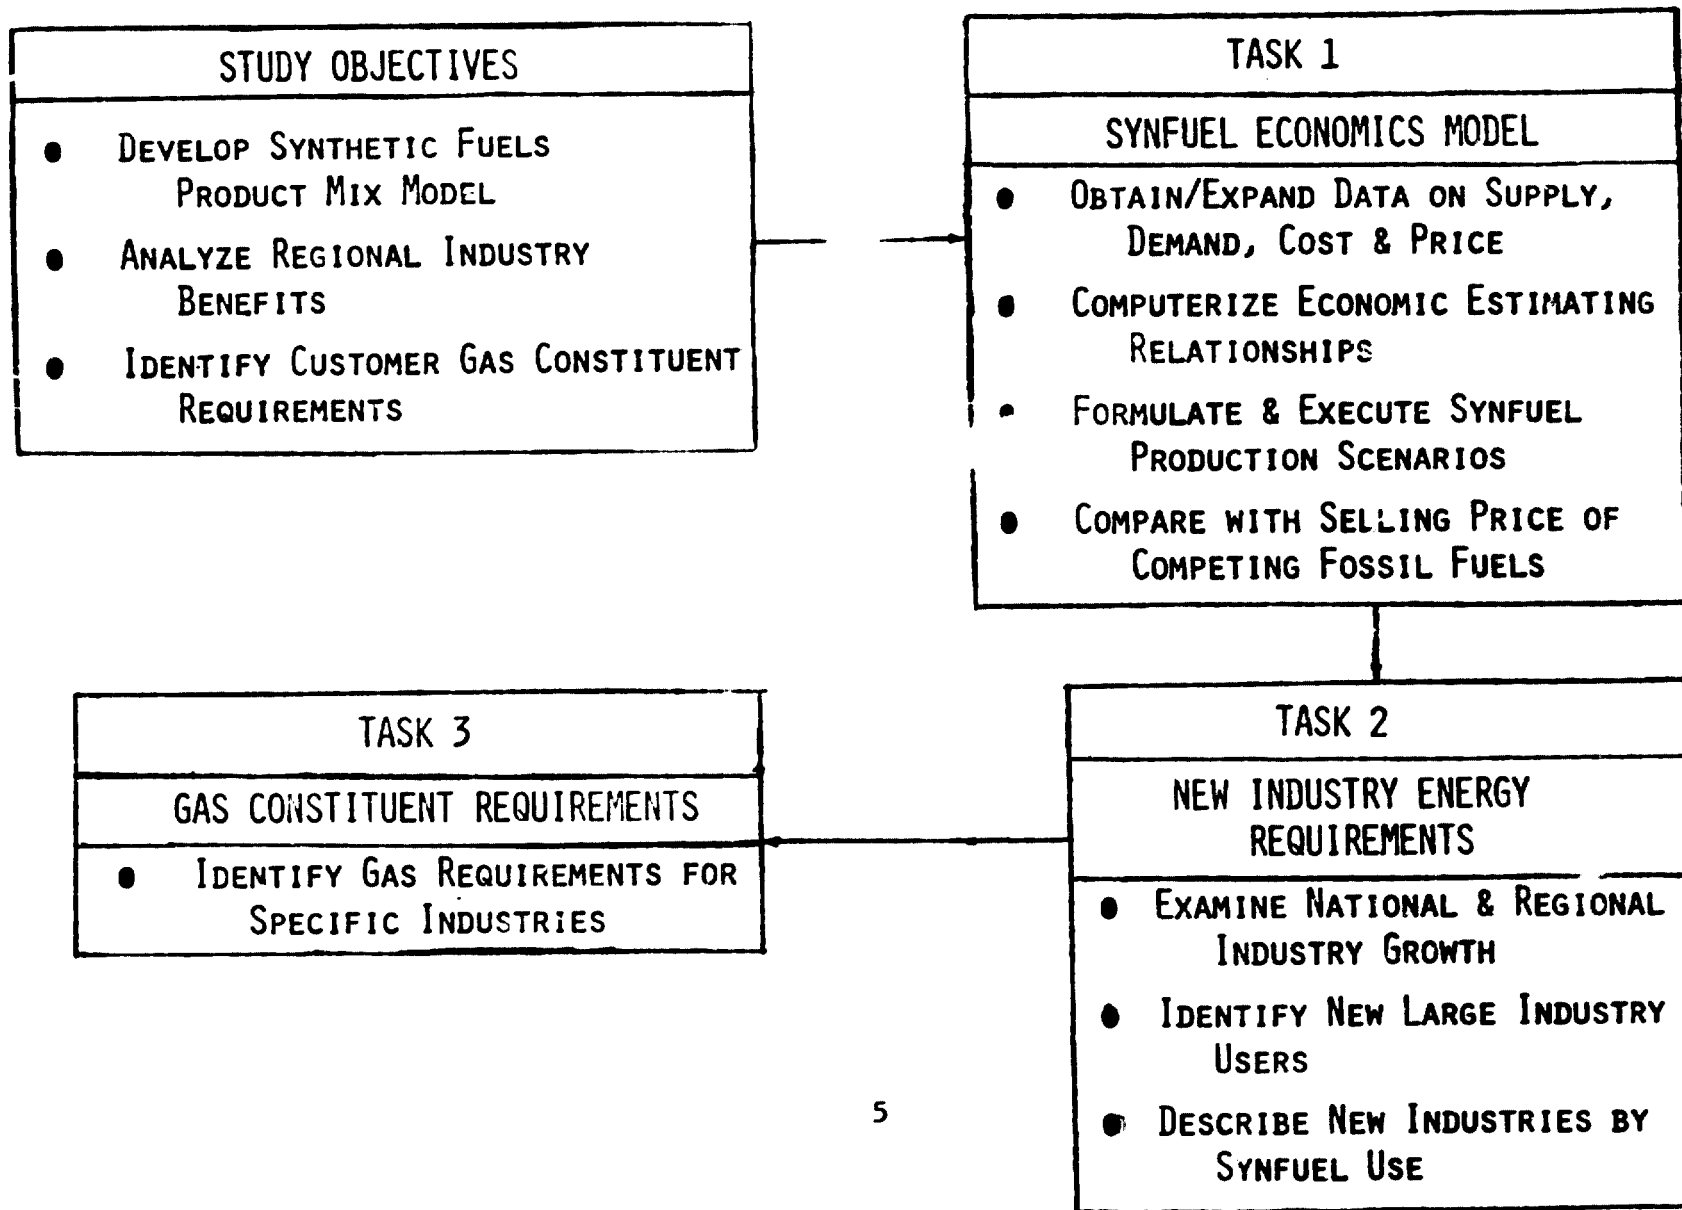 STUDY OBJECTIVES
● DEVELOP SYNTHETIC FUELS
PRODUCT MIX MODEL
● ANALYZE REGIONAL INDUSTRY
BENEFITS
● IDENTIFY CUSTOMER GAS CONSTITUENT
REQUIREMENTS
TASK 1
SYNFUEL ECONOMICS MODEL
● OBTAIN/EXPAND DATA ON SUPPLY,
DEMAND, COST & PRICE
● COMPUTERIZE ECONOMIC ESTIMATING
RELATIONSHIPS
● FORMULATE & EXECUTE SYNFUEL
PRODUCTION SCENARIOS
● COMPARE WITH SELLING PRICE OF
COMPETING FOSSIL FUELS
TASK 2
NEW INDUSTRY ENERGY
REQUIREMENTS
● EXAMINE NATIONAL & REGIONAL
INDUSTRY GROWTH
● IDENTIFY NEW LARGE INDUSTRY
USERS
● DESCRIBE NEW INDUSTRIES BY
SYNFUEL USE
TASK 3
GAS CONSTITUENT REQUIREMENTS
● IDENTIFY GAS REQUIREMENTS FOR
SPECIFIC INDUSTRIES
5